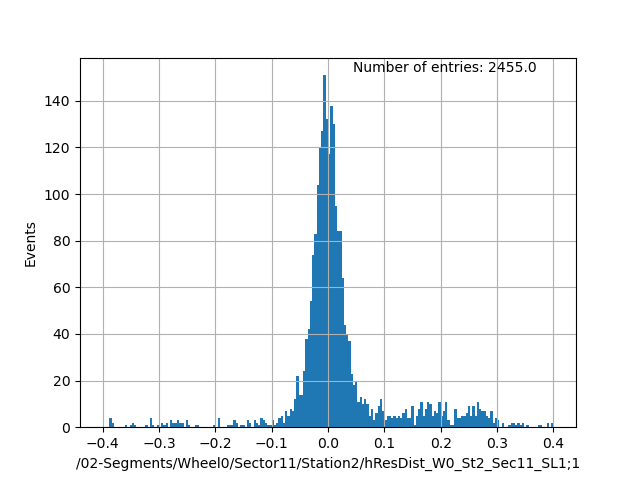 Number of entries: 2455.0
140
120
100
80
60
40
20
0
Events
−0.4 −0.3 −0.2 −0.1 0.0 0.1 0.2 0.3 0.4
/02-Segments/Wheel0/Sector11/Station2/hResDist_W0_St2_Sec11_SL1;1